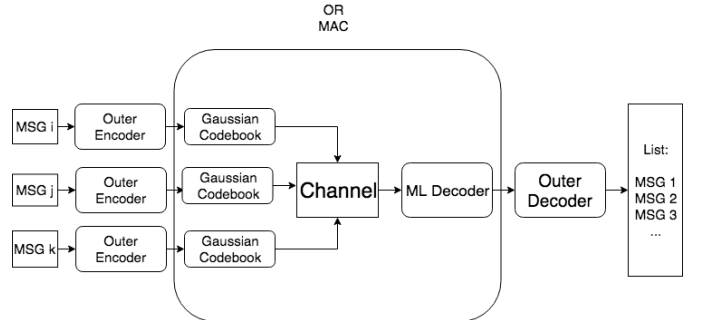 OR
MAC
MSG i
Outer
Encoder
Gaussian
Codebook
MSG j
Outer
Encoder
Gaussian
Codebook
Channel
ML Decoder
Outer
Decoder
MSG k
Outer
Encoder
Gaussian
Codebook
List:
MSG 1
MSG 2
MSG 3
...